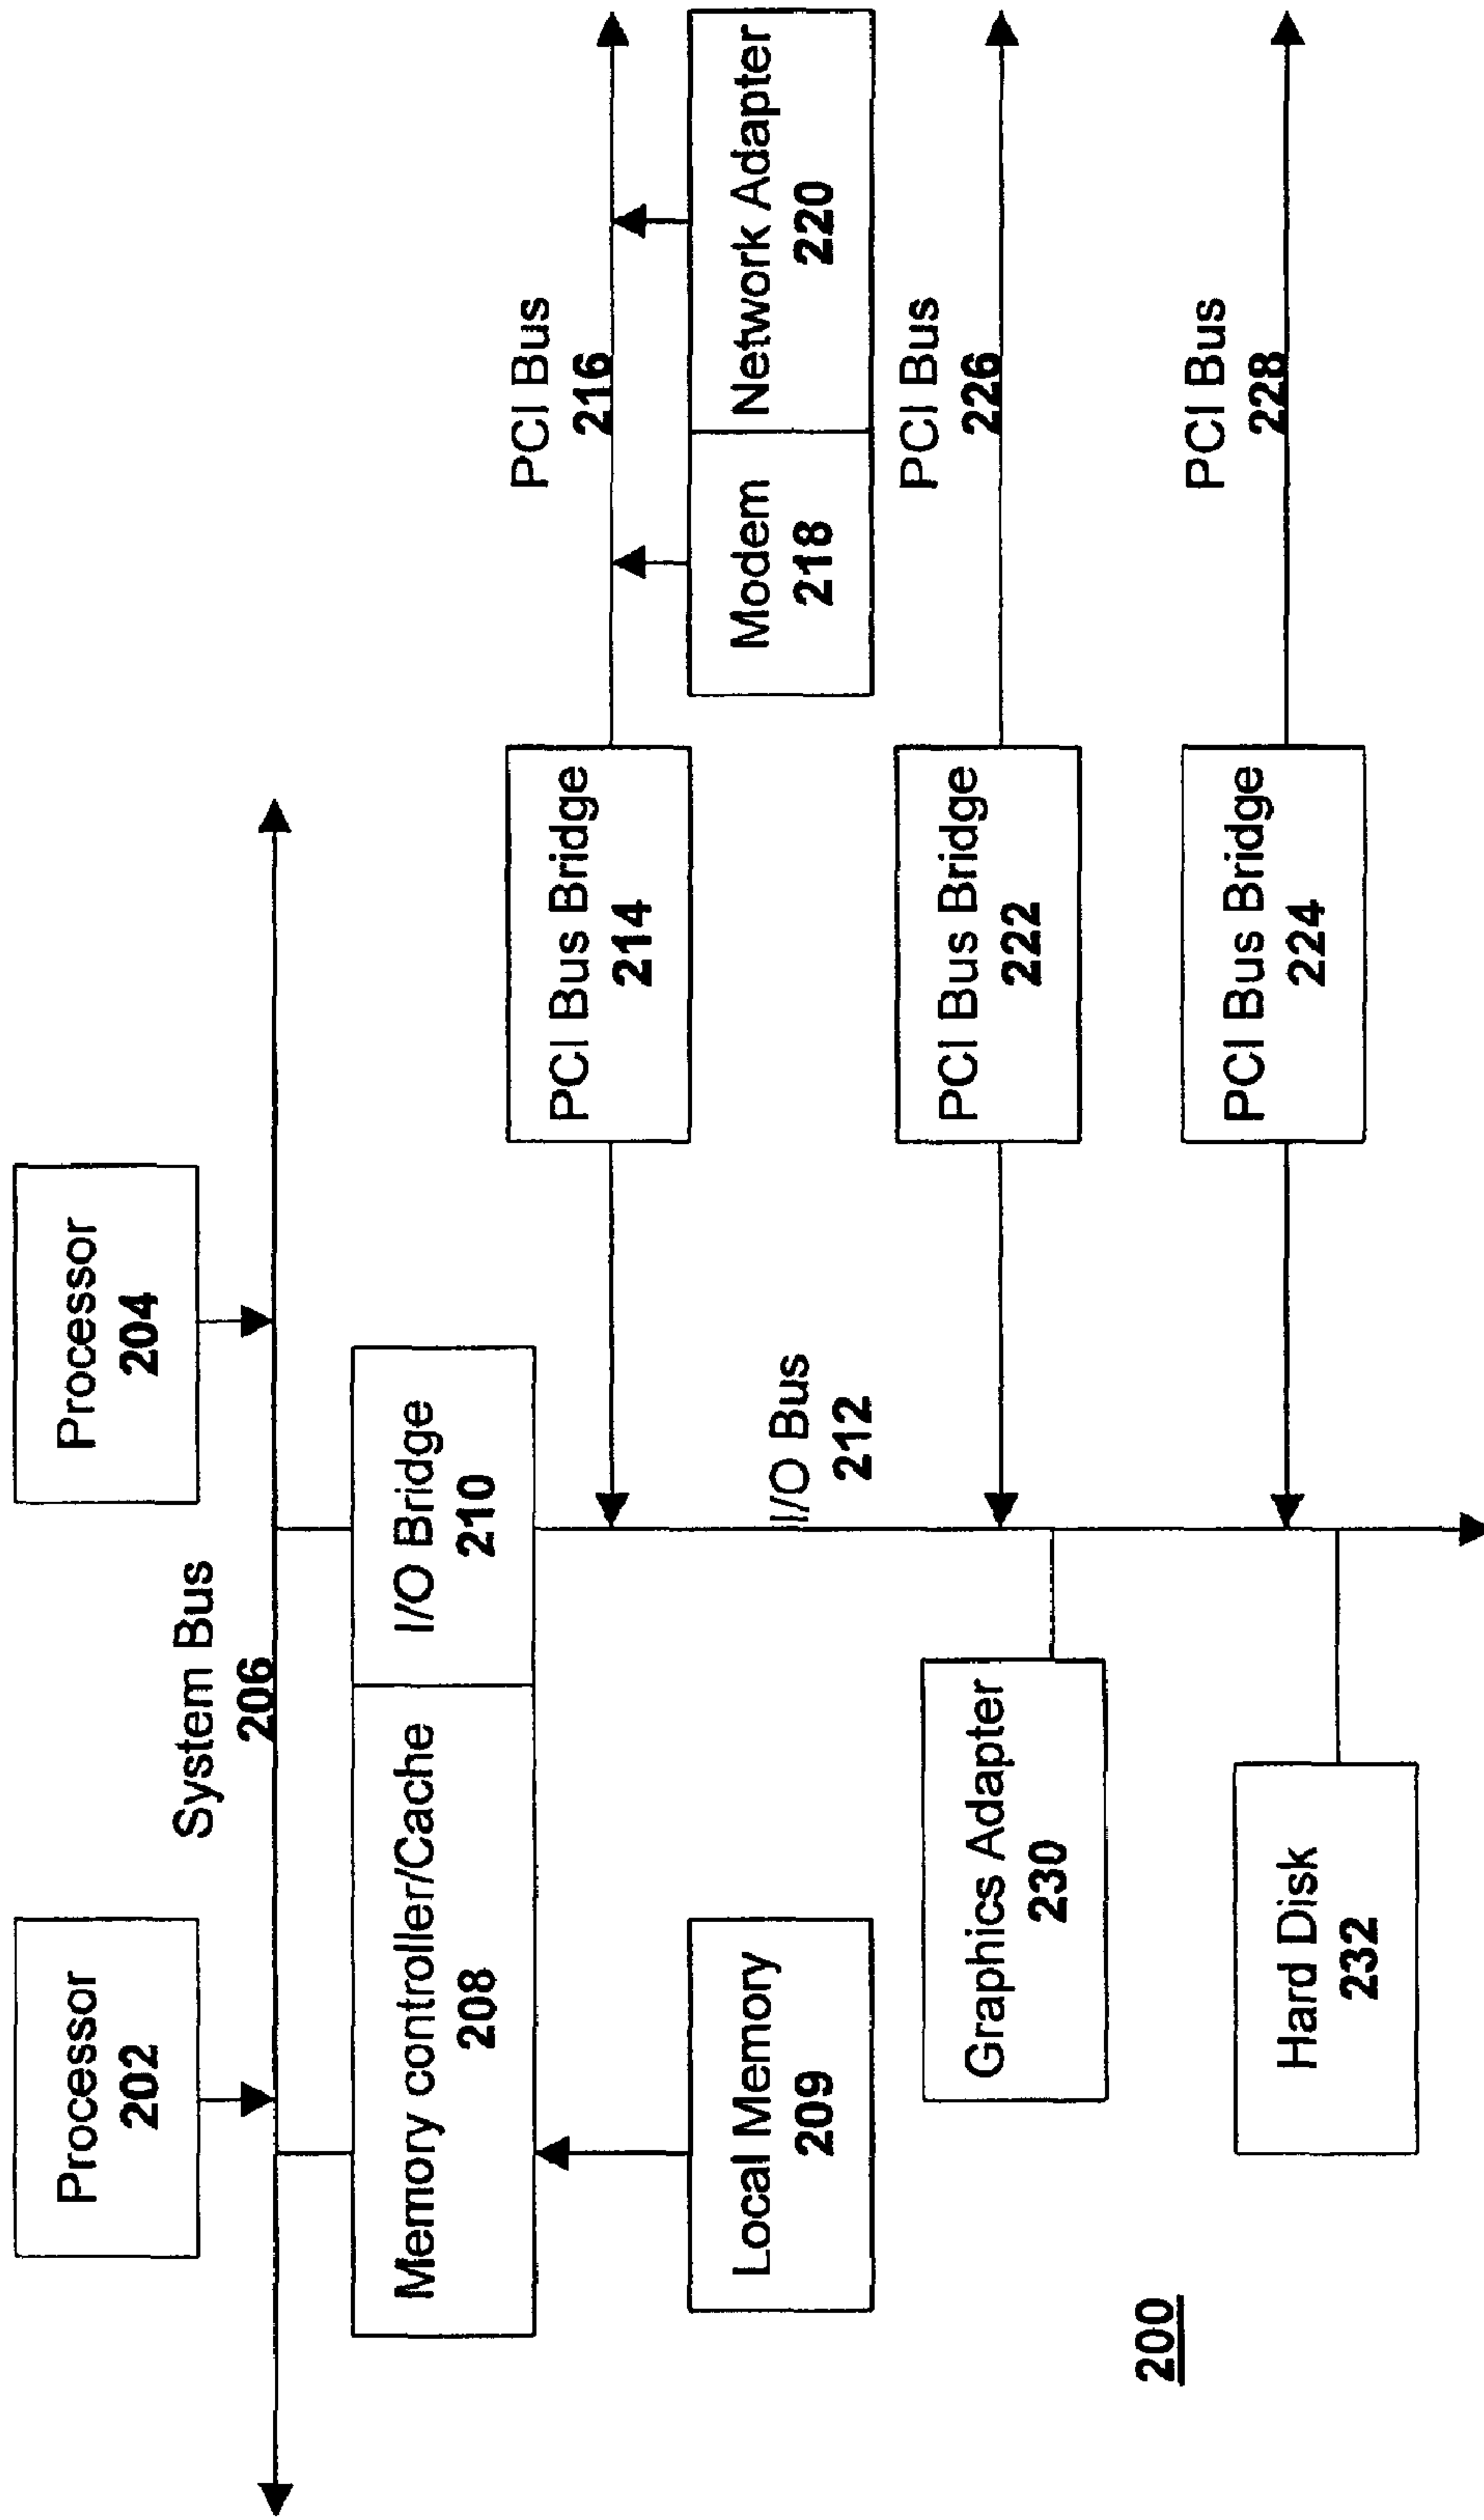 Processor
202
Processor
204
System Bus
206
Memory controller/Cache
208
I/O Bridge
210
PCI Bus Bridge
214
PCI Bus
216
Local Memory
209
I/O Bus
212
Modem
218
Network Adapter
220
Graphics Adapter
230
PCI Bus Bridge
222
PCI Bus
226
Hard Disk
232
PCI Bus Bridge
224
PCI Bus
228
200